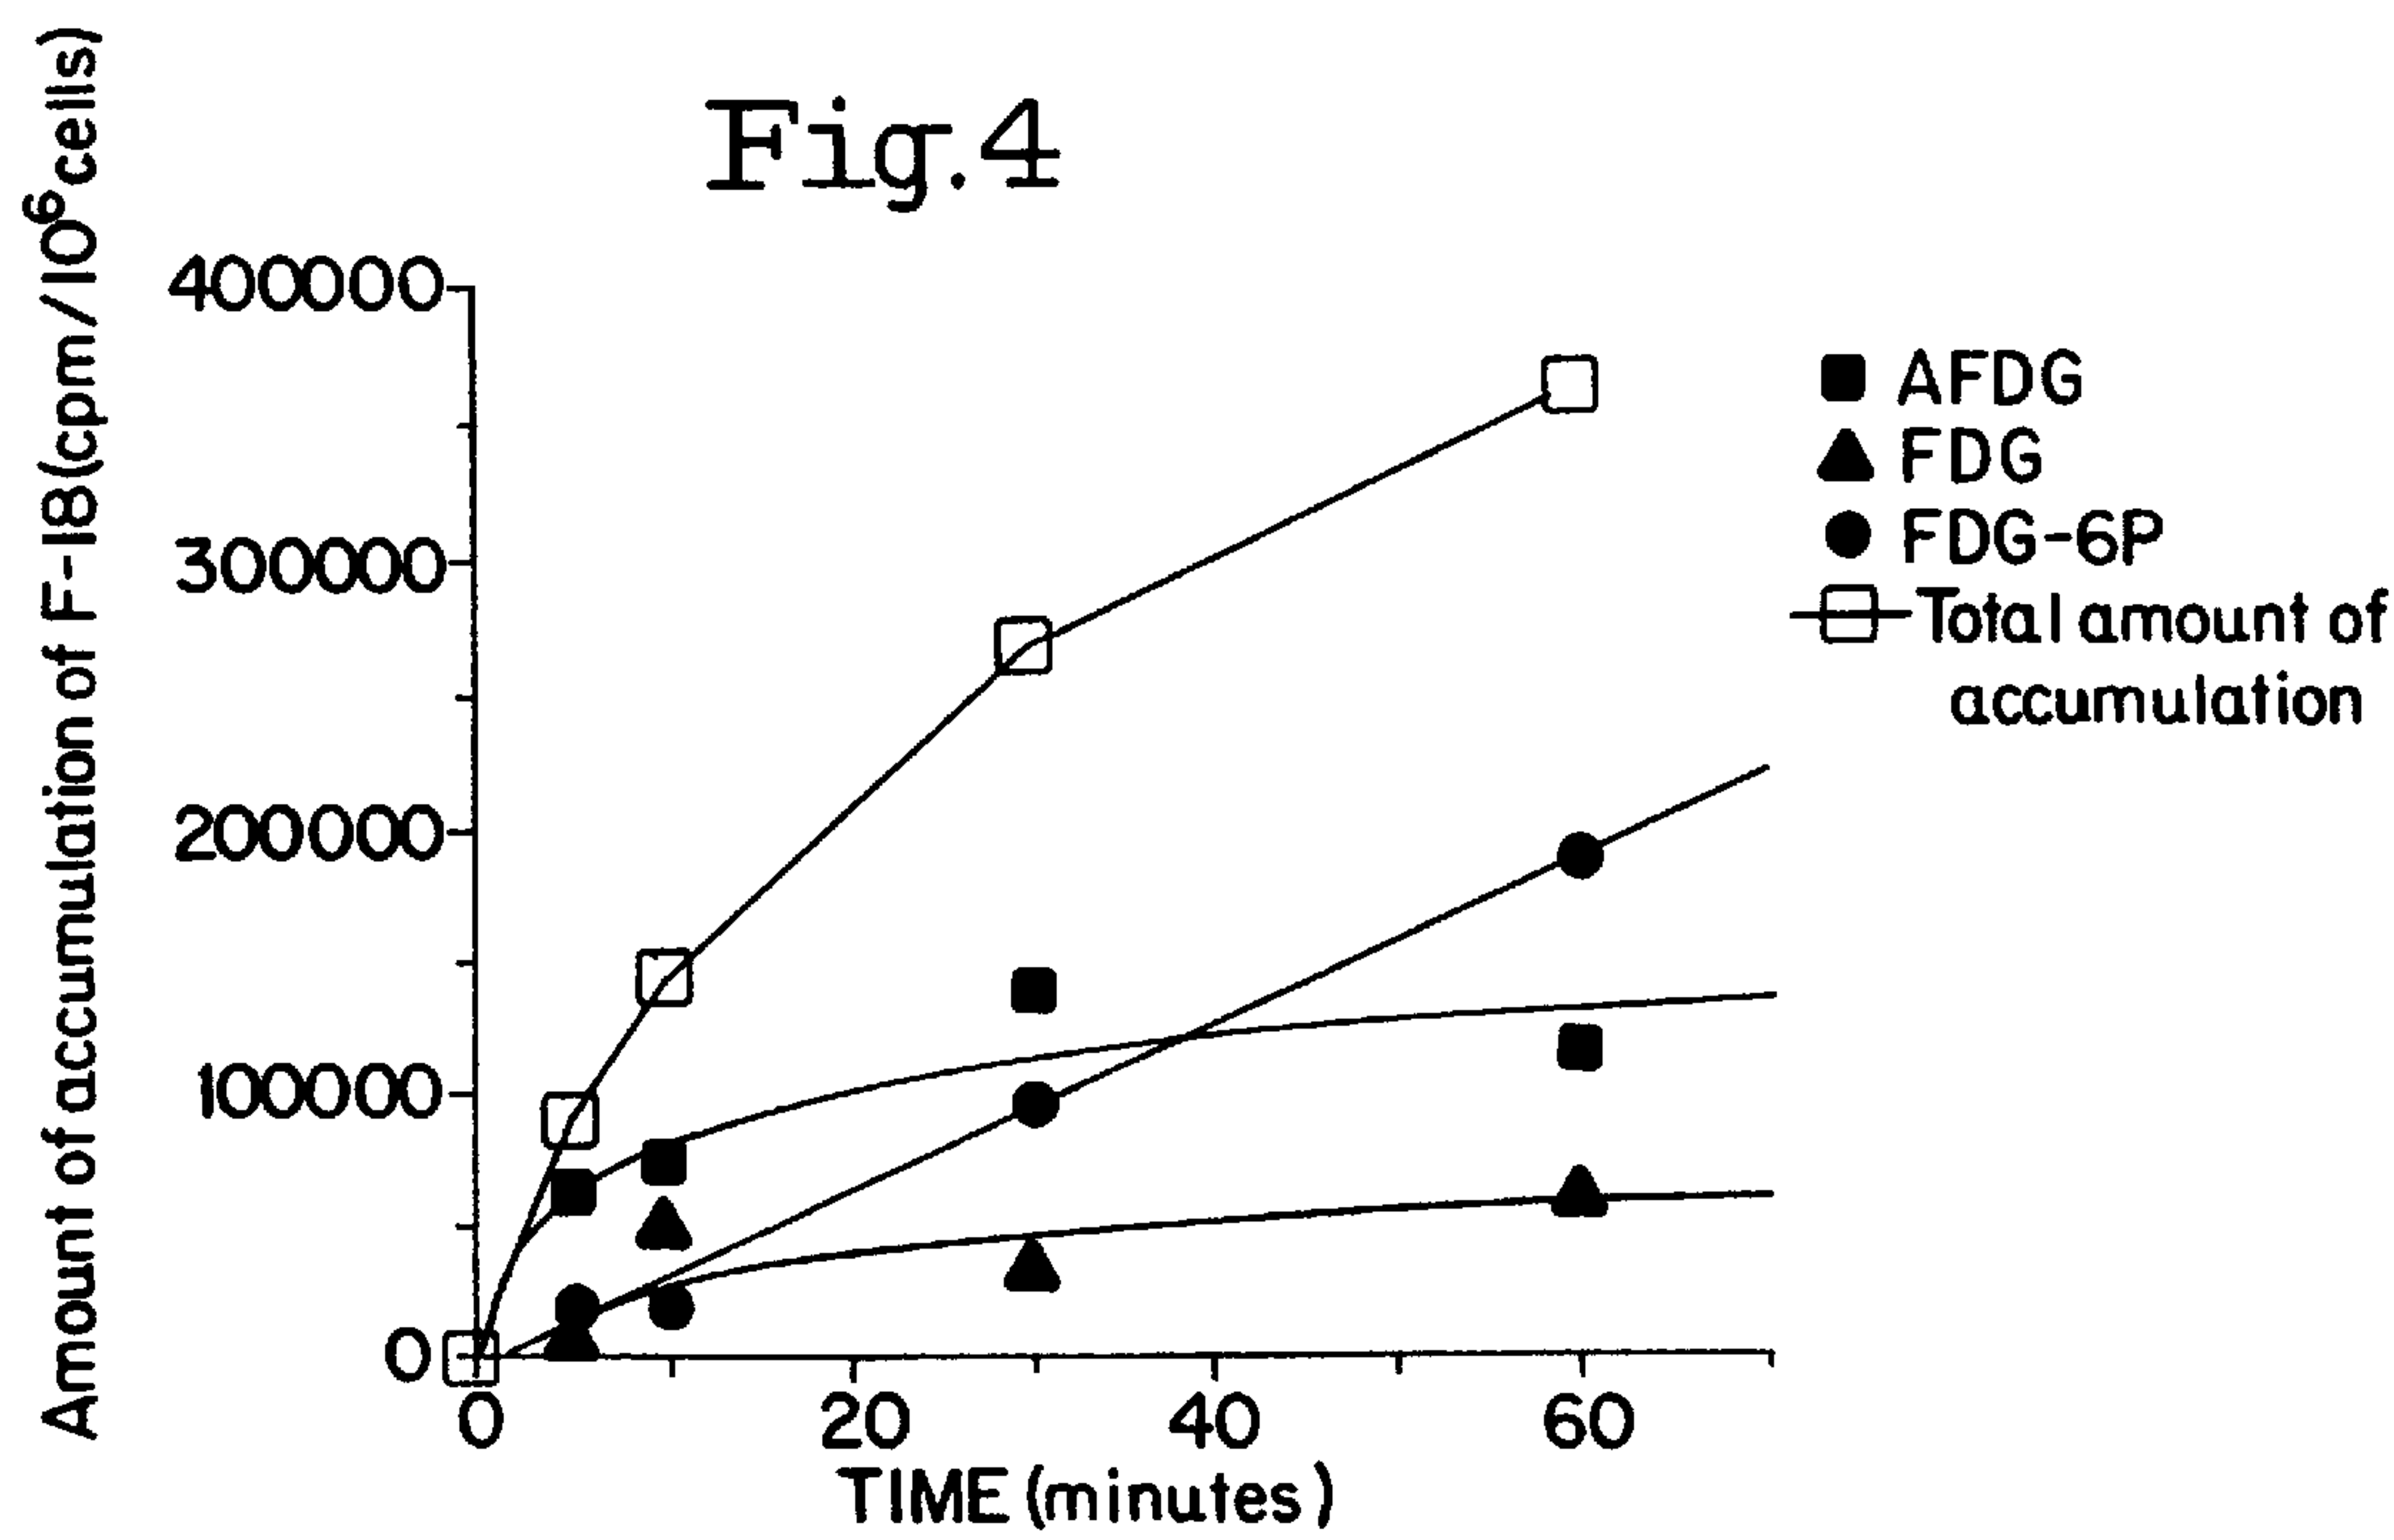 Fig.4
Amount of accumulation of F-18(cpm/10⁶cells)
400000
300000
200000
100000
0
0 20 40 60
TIME(minutes)
AFDG
FDG
FDG-6P
Total amount of
accumulation